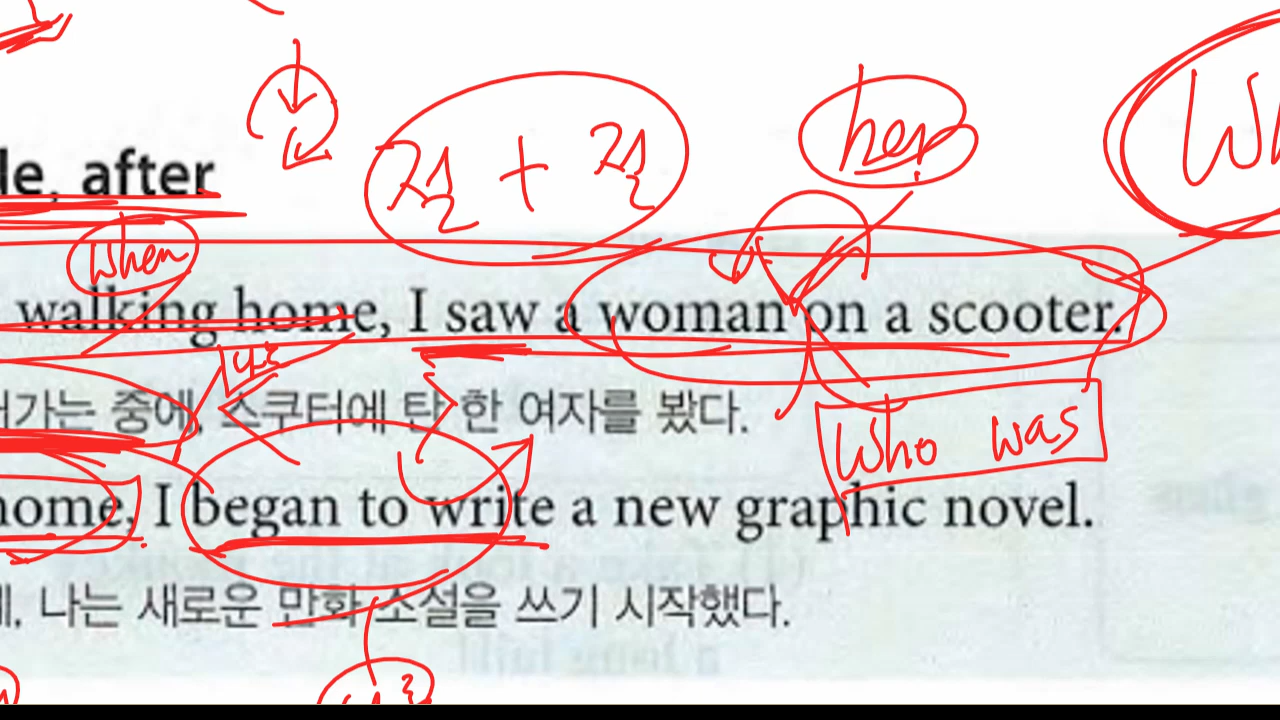 절 + 절
her
Wh
le, after
When
walking home, I saw a woman on a scooter.
어가는 중에, 스쿠터에 탄 한 여자를 봤다.
Who was
home, I began to write a new graphic novel.
에, 나는 새로운 만화 소설을 쓰기 시작했다.